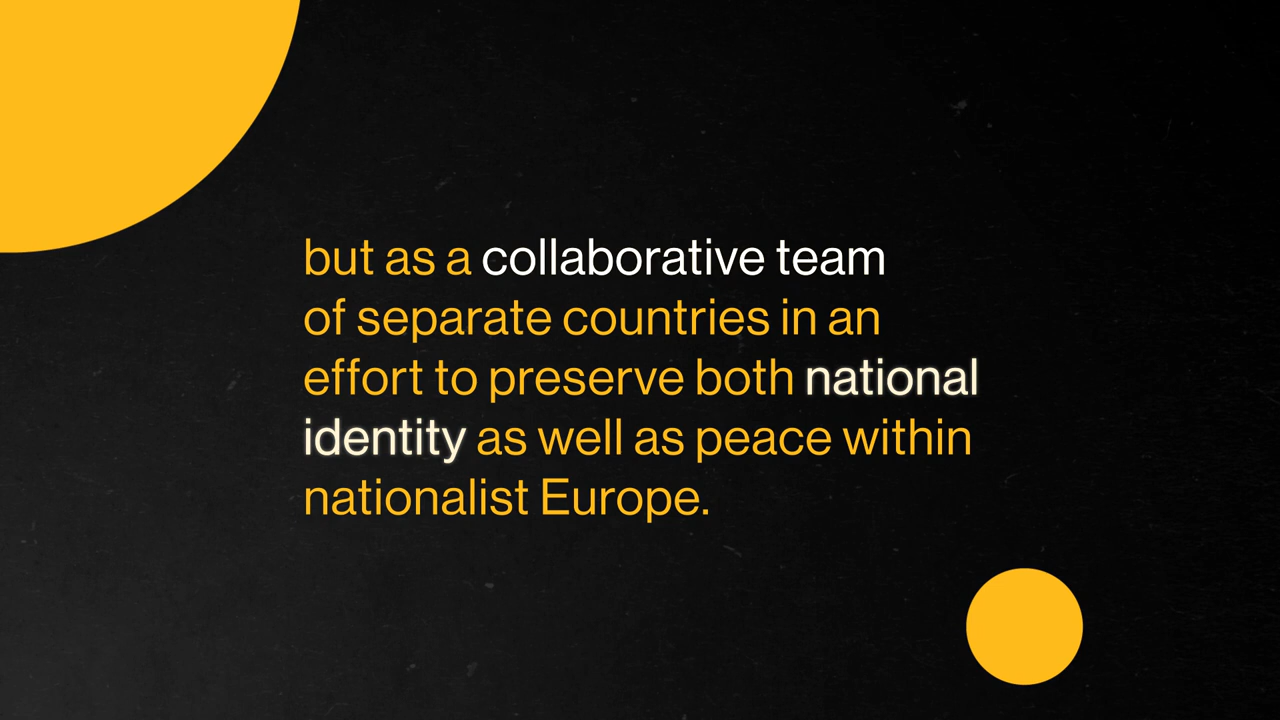 but as a collaborative team
of separate countries in an
effort to preserve both national
identity as well as peace within
nationalist Europe.